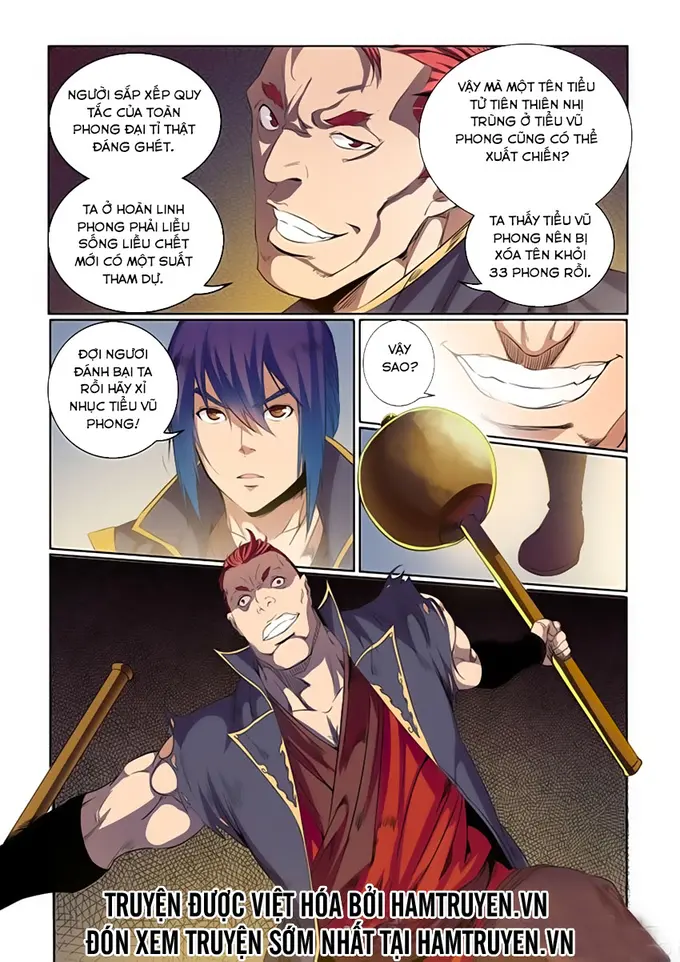 NGƯỜI SẮP XẾP QUY
TẮC CỦA TOÀN
PHONG ĐẠI TỈ THẬT
ĐÁNG GHÉT.
TA Ở HOÀN LINH
PHONG PHẢI LIỀU
SỐNG LIỀU CHẾT
MỚI CÓ MỘT SUẤT
THAM DỰ.
VẬY MÀ MỘT TÊN TIỂU
TỬ TIÊN THIÊN NHỊ
TRÙNG Ở TIỂU VŨ
PHONG CŨNG CÓ THỂ
XUẤT CHIẾN?
TA THẤY TIỂU VŨ
PHONG NÊN BỊ
XÓA TÊN KHỎI
33 PHONG RỒI.
ĐỢI NGƯƠI
ĐÁNH BẠI TA
RỒI HÃY XỈ
NHỤC TIỂU VŨ
PHONG!
VẬY
SAO?
TRUYỆN ĐƯỢC VIỆT HÓA BỞI HAMTRUYEN.VN
ĐÓN XEM TRUYỆN SỚM NHẤT TẠI HAMTRUYEN.VN